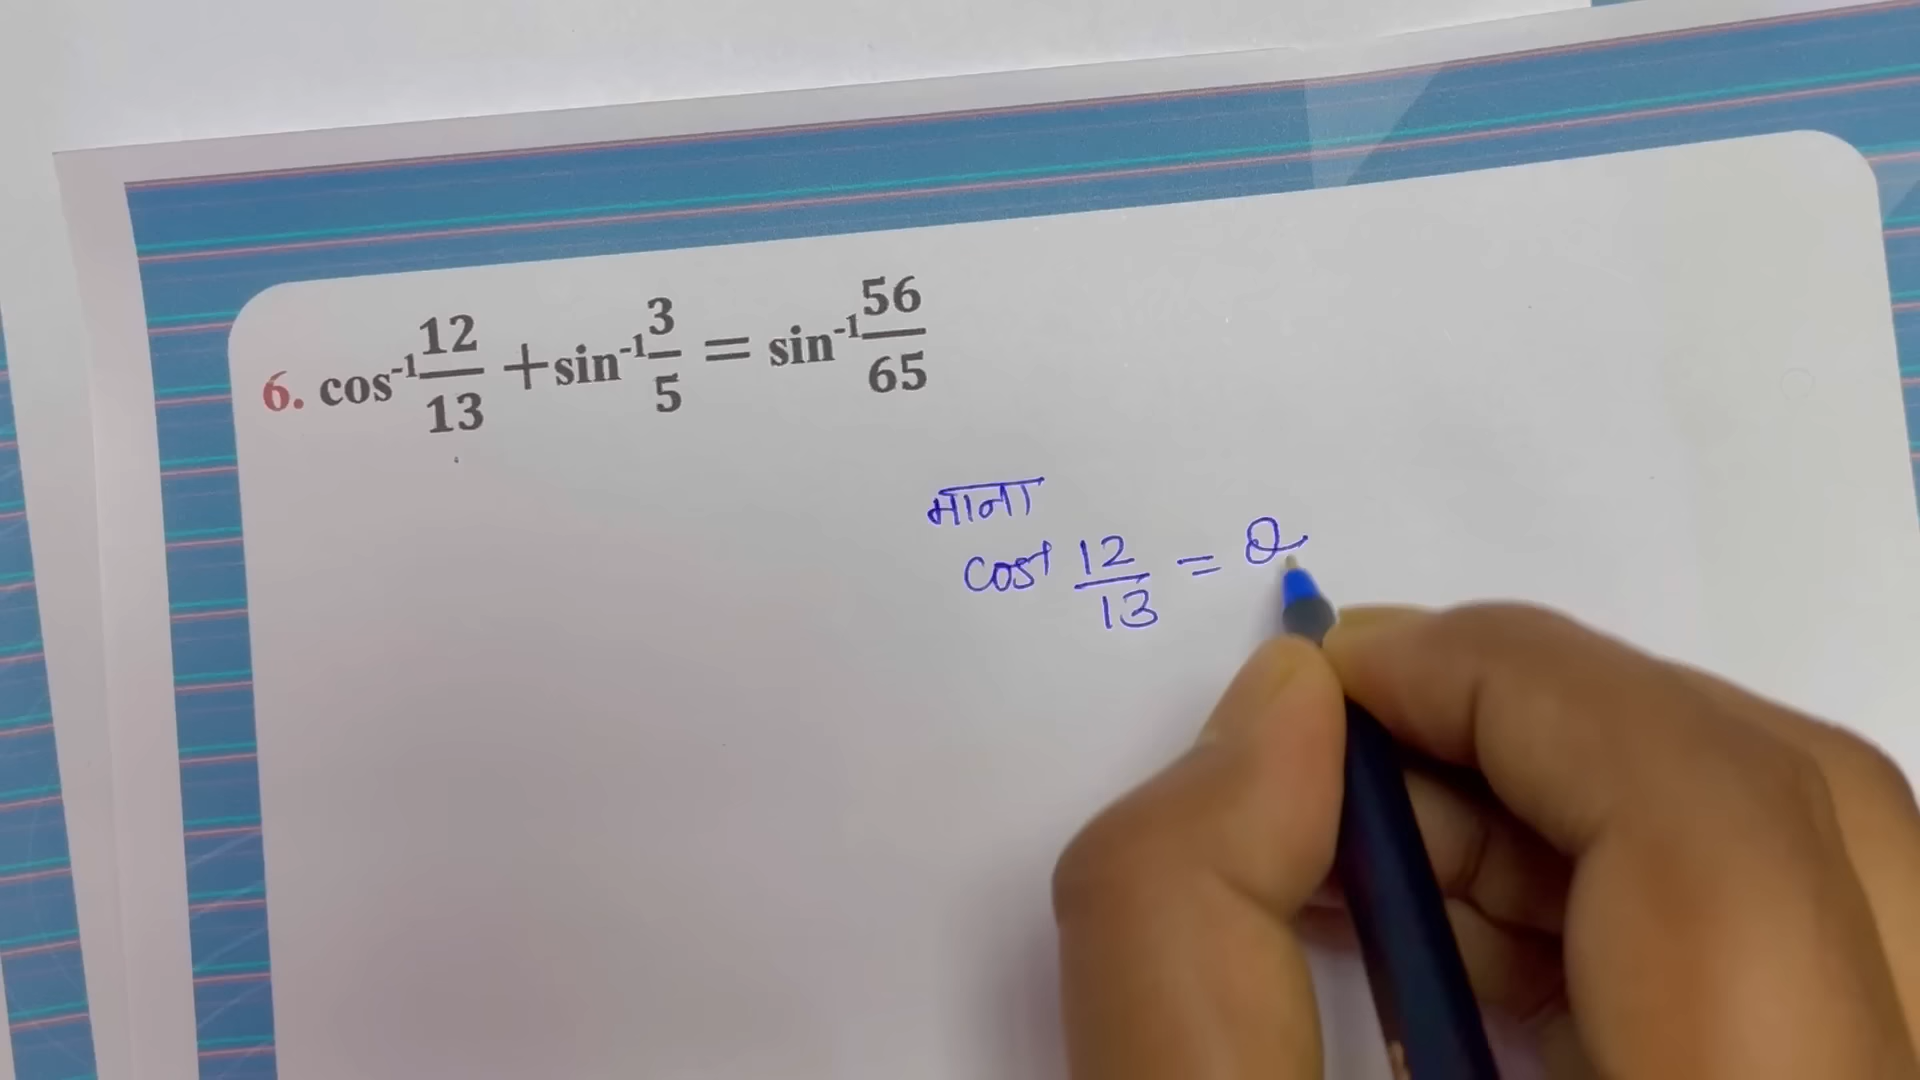 6. cos⁻¹ 12/13 + sin⁻¹ 3/5 = sin⁻¹ 56/65
माना
cos⁻¹ 12/13 = θ